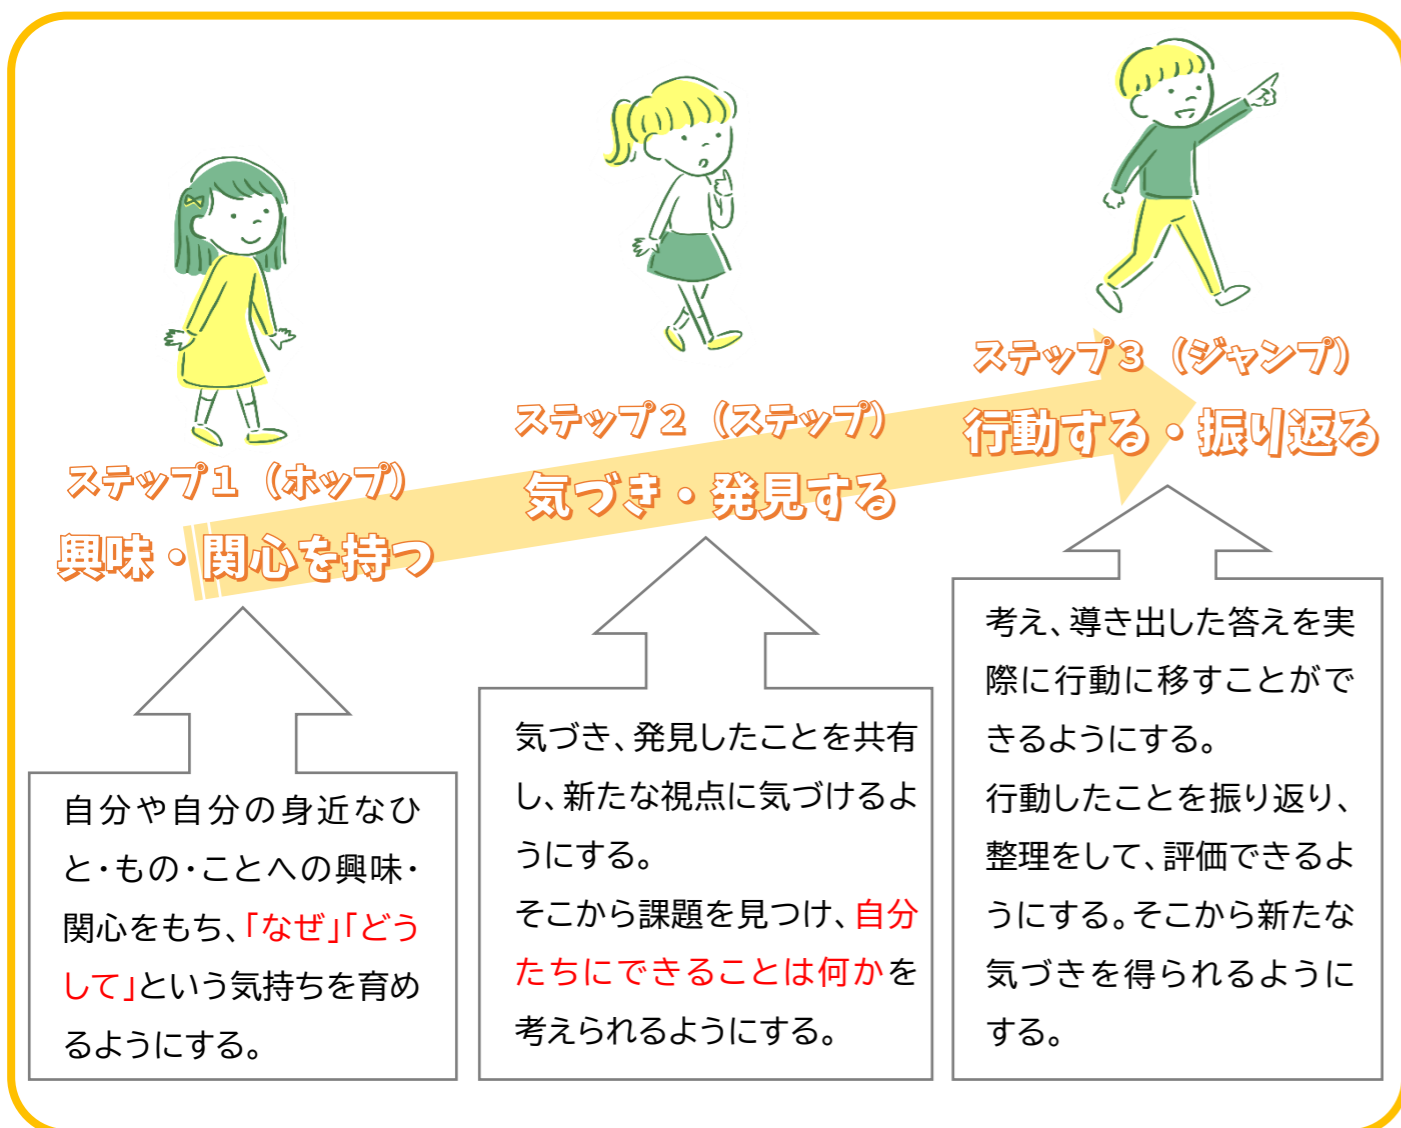 ステップ１（ホップ）
興味・関心を持つ
自分や自分の身近なひ
と・もの・ことへの興味・
関心をもち、「なぜ」「どう
して」という気持ちを育め
るようにする。
ステップ２（ステップ）
気づき・発見する
気づき、発見したことを共有
し、新たな視点に気づけるよ
うにする。
そこから課題を見つけ、自分
たちにできることは何かを
考えられるようにする。
ステップ３（ジャンプ）
行動する・振り返る
考え、導き出した答えを実
際に行動に移すことがで
きるようにする。
行動したことを振り返り、
整理をして、評価できるよ
うにする。そこから新たな
気づきを得られるように
する。